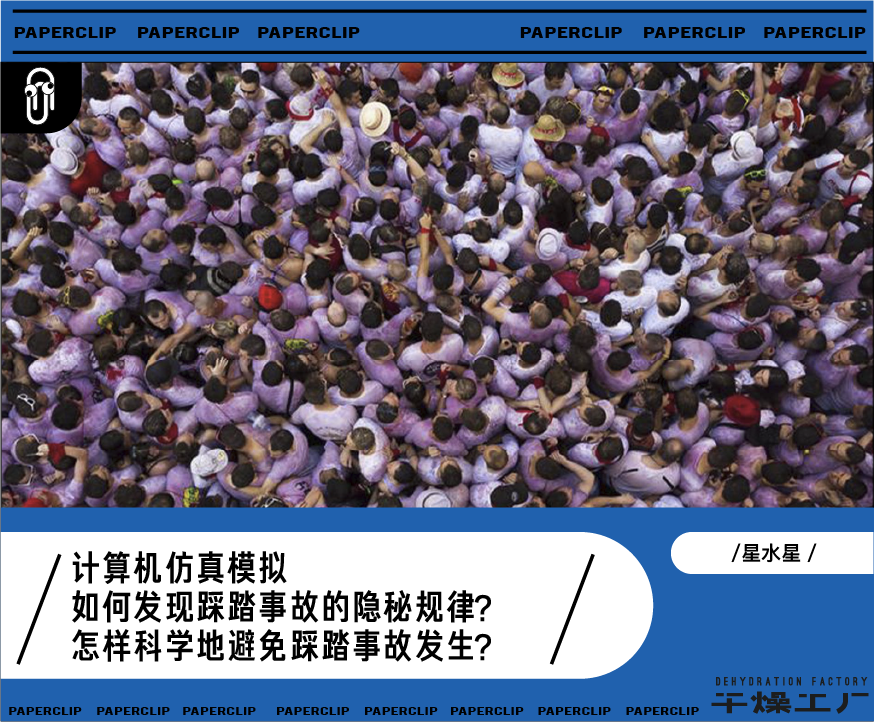 PAPERCLIP PAPERCLIP PAPERCLIP PAPERCLIP PAPERCLIP PAPERCLIP
计算机仿真模拟
如何发现踩踏事故的隐秘规律?
怎样科学地避免踩踏事故发生?
/星水星 /
DEHYDRATION FACTORY
干燥工厂
PAPERCLIP PAPERCLIP PAPERCLIP PAPERCLIP PAPERCLIP PAPERCLIP PAPERCLIP PAPERCLIP